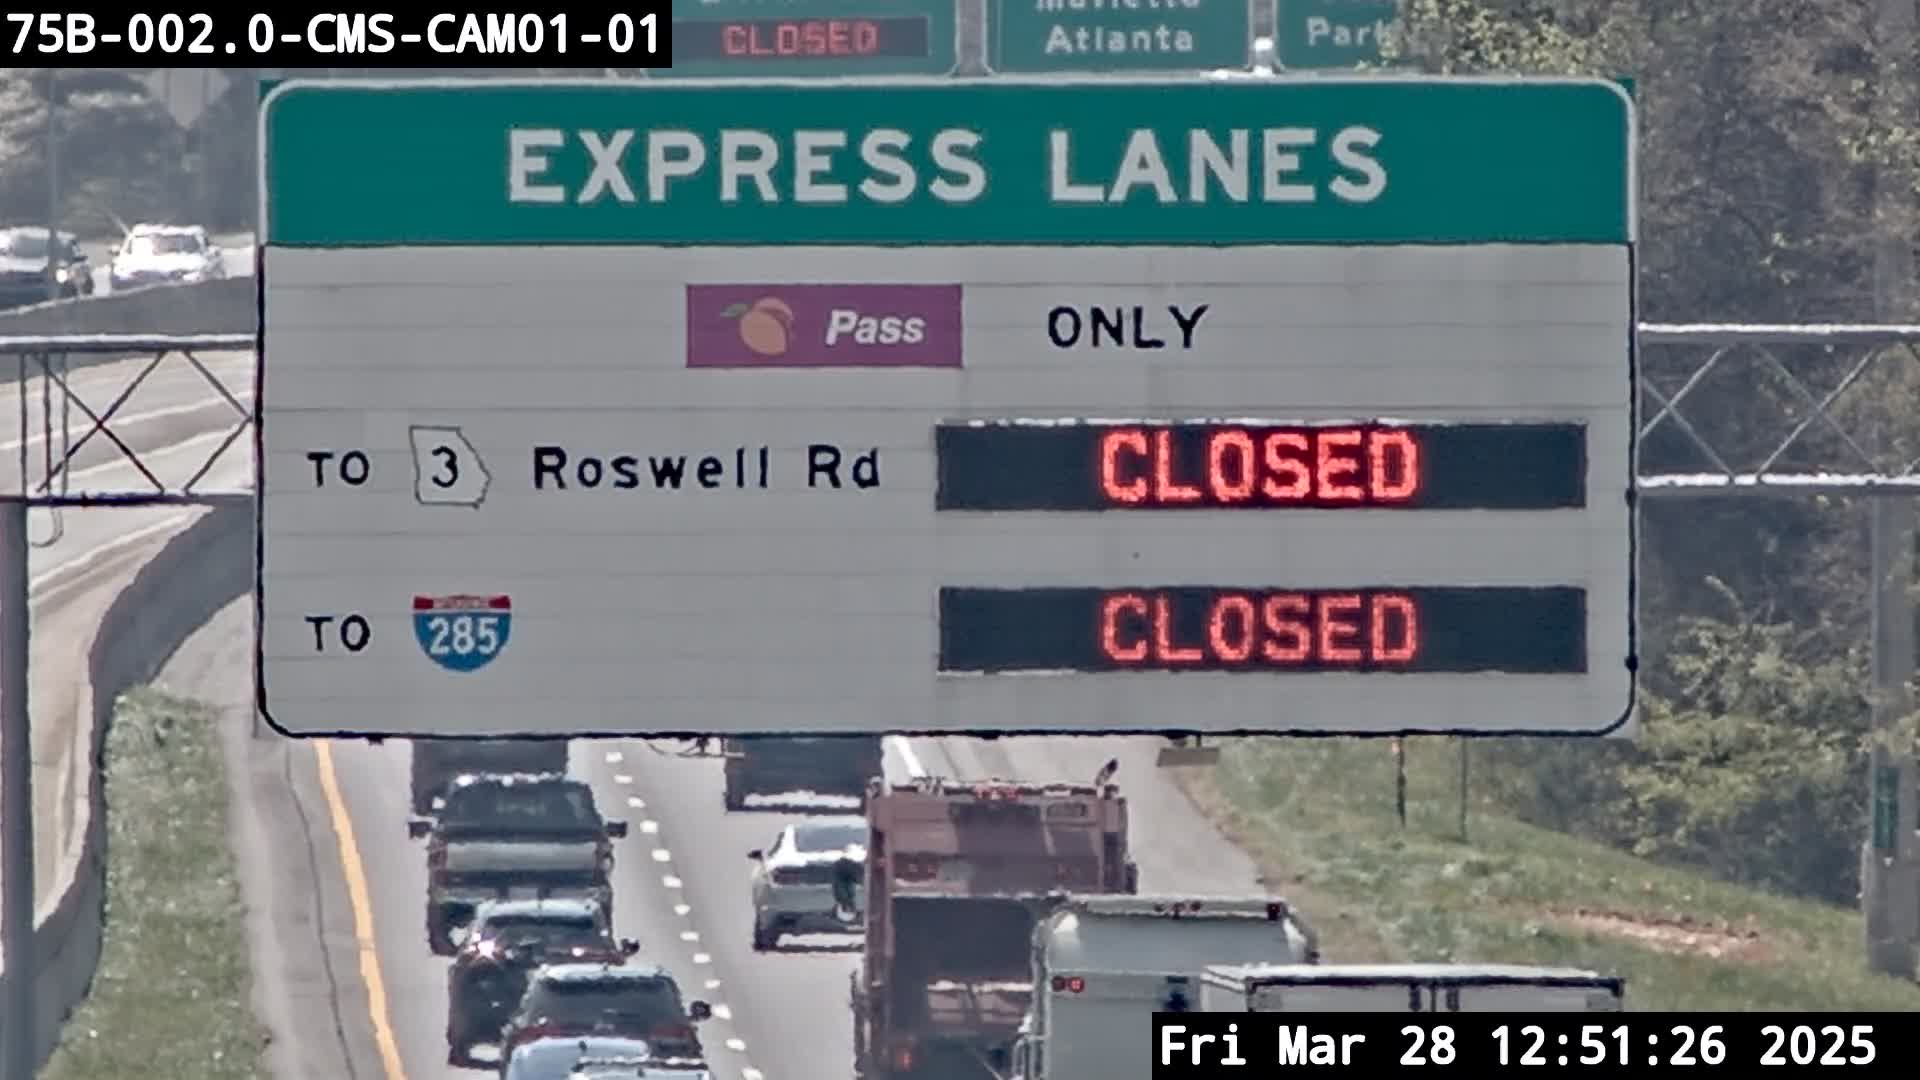 75B-002.0-CMS-CAM01-01
CLOSED
Atlanta
Park
EXPRESS LANES
Pass ONLY
TO 3 Roswell Rd CLOSED
TO 285 CLOSED
Fri Mar 28 12:51:26 2025